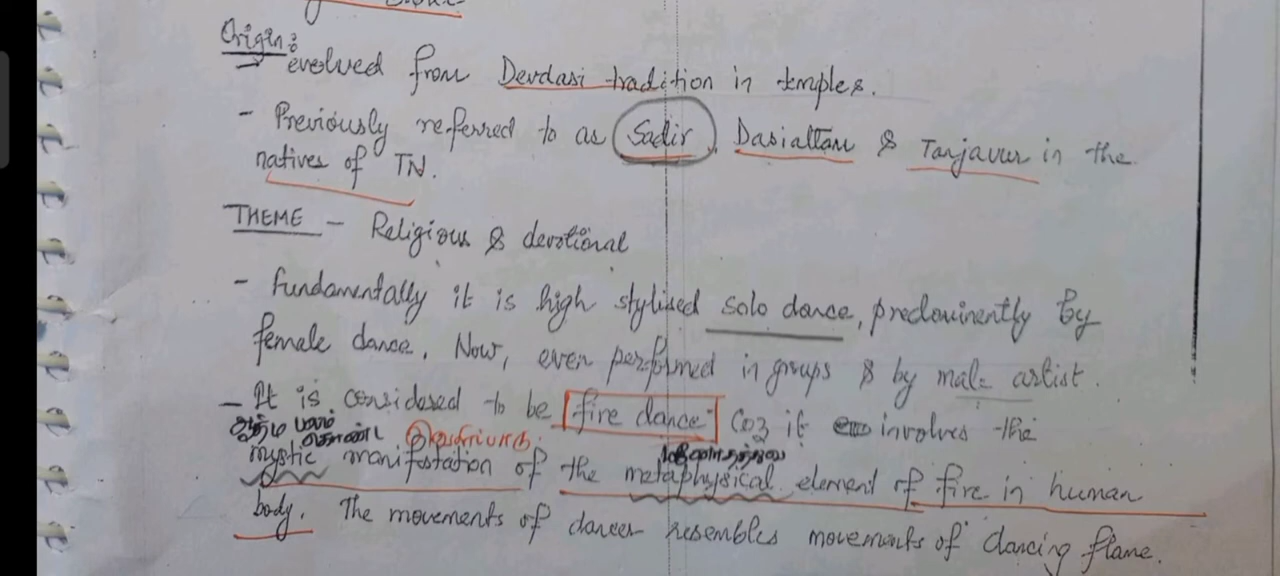 Origin:
→ evolved from Devdasi tradition in temples.
- Previously referred to as Sadir, Dasiattam & Tanjavur in the
natives of TN.
THEME - Religious & devotional
- Fundamentally it is high stylised solo dance, predominently by
female dance. Now, even performed in groups & by male artist.
- It is considered to be fire dance coz it involves the
mystic manifestation of the metaphysical element of fire in human
body. The movements of dancer resembles movements of dancing flame.